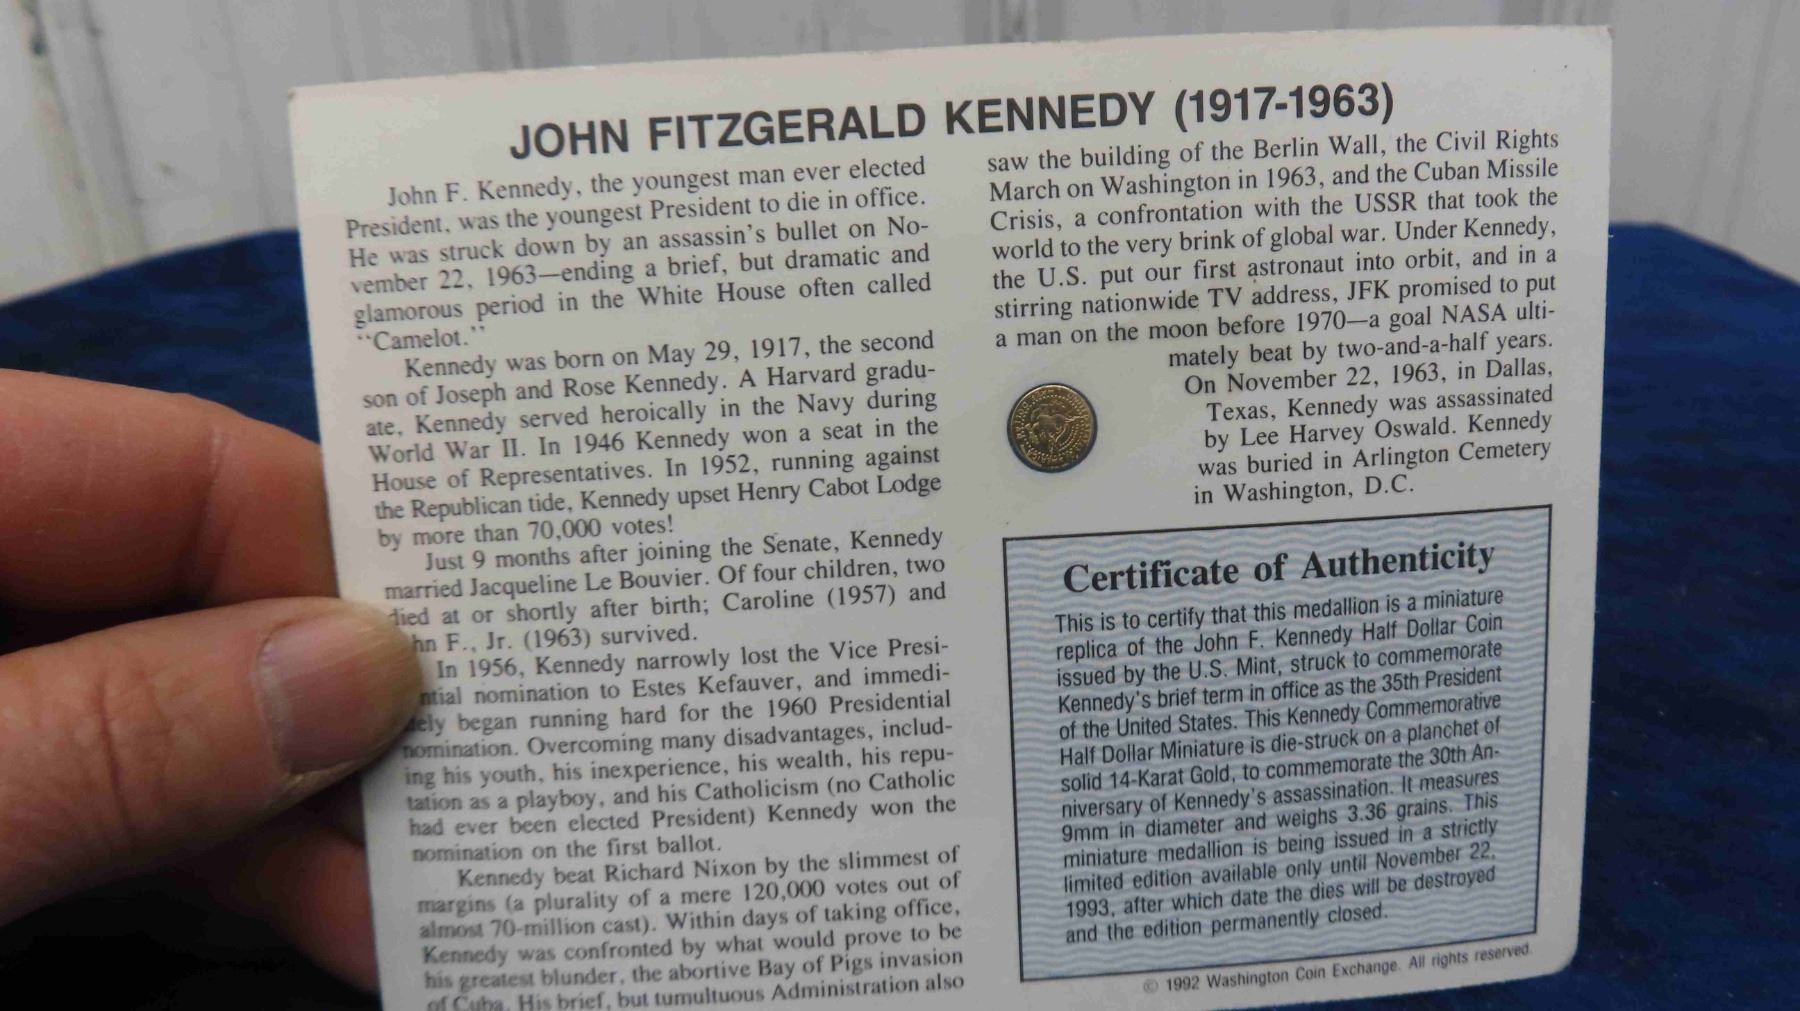 JOHN FITZGERALD KENNEDY (1917-1963)
John F. Kennedy, the youngest man ever elected
President, was the youngest President to die in office.
He was struck down by an assassin's bullet on No-
vember 22, 1963—ending a brief, but dramatic and
glamorous period in the White House often called
"Camelot."
Kennedy was born on May 29, 1917, the second
son of Joseph and Rose Kennedy. A Harvard gradu-
ate, Kennedy served heroically in the Navy during
World War II. In 1946 Kennedy won a seat in the
House of Representatives. In 1952, running against
the Republican tide, Kennedy upset Henry Cabot Lodge
by more than 70,000 votes!
Just 9 months after joining the Senate, Kennedy
married Jacqueline Le Bouvier. Of four children, two
died at or shortly after birth; Caroline (1957) and
hn F., Jr. (1963) survived.
In 1956, Kennedy narrowly lost the Vice Presi-
ntial nomination to Estes Kefauver, and immedi-
ely began running hard for the 1960 Presidential
nomination. Overcoming many disadvantages, includ-
ing his youth, his inexperience, his wealth, his repu-
tation as a playboy, and his Catholicism (no Catholic
had ever been elected President) Kennedy won the
nomination on the first ballot.
Kennedy beat Richard Nixon by the slimmest of
margins (a plurality of a mere 120,000 votes out of
almost 70-million cast). Within days of taking office,
Kennedy was confronted by what would prove to be
his greatest blunder, the abortive Bay of Pigs invasion
of Cuba. His brief, but tumultuous Administration also
saw the building of the Berlin Wall, the Civil Rights
March on Washington in 1963, and the Cuban Missile
Crisis, a confrontation with the USSR that took the
world to the very brink of global war. Under Kennedy,
the U.S. put our first astronaut into orbit, and in a
stirring nationwide TV address, JFK promised to put
a man on the moon before 1970—a goal NASA ulti-
mately beat by two-and-a-half years.
On November 22, 1963, in Dallas,
Texas, Kennedy was assassinated
by Lee Harvey Oswald. Kennedy
was buried in Arlington Cemetery
in Washington, D.C.
Certificate of Authenticity
This is to certify that this medallion is a miniature
replica of the John F. Kennedy Half Dollar Coin
issued by the U.S. Mint, struck to commemorate
Kennedy's brief term in office as the 35th President
of the United States. This Kennedy Commemorative
Half Dollar Miniature is die-struck on a planchet of
solid 14-Karat Gold, to commemorate the 30th An-
niversary of Kennedy's assassination. It measures
9mm in diameter and weighs 3.36 grains. This
miniature medallion is being issued in a strictly
limited edition available only until November 22,
1993, after which date the dies will be destroyed
and the edition permanently closed.
© 1992 Washington Coin Exchange. All rights reserved.